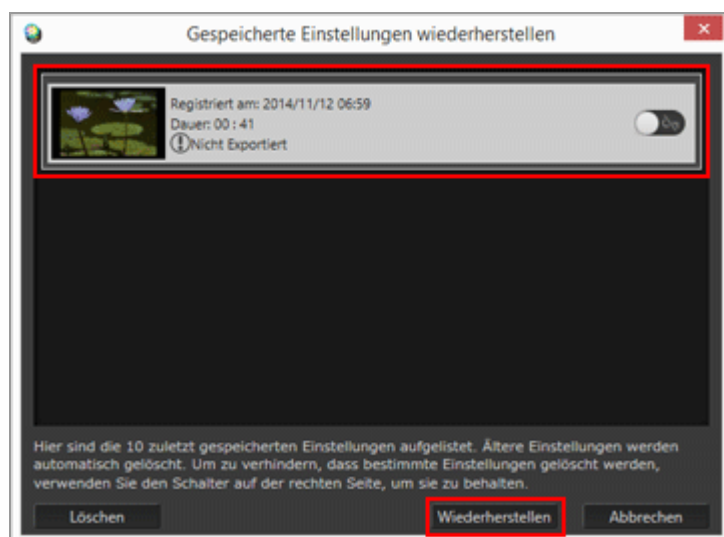 Gespeicherte Einstellungen wiederherstellen
Registriert am: 2014/11/12 06:59
Dauer: 00 : 41
Nicht Exportiert
Hier sind die 10 zuletzt gespeicherten Einstellungen aufgelistet. Ältere Einstellungen werden
automatisch gelöscht. Um zu verhindern, dass bestimmte Einstellungen gelöscht werden,
verwenden Sie den Schalter auf der rechten Seite, um sie zu behalten.
Löschen Wiederherstellen Abbrechen